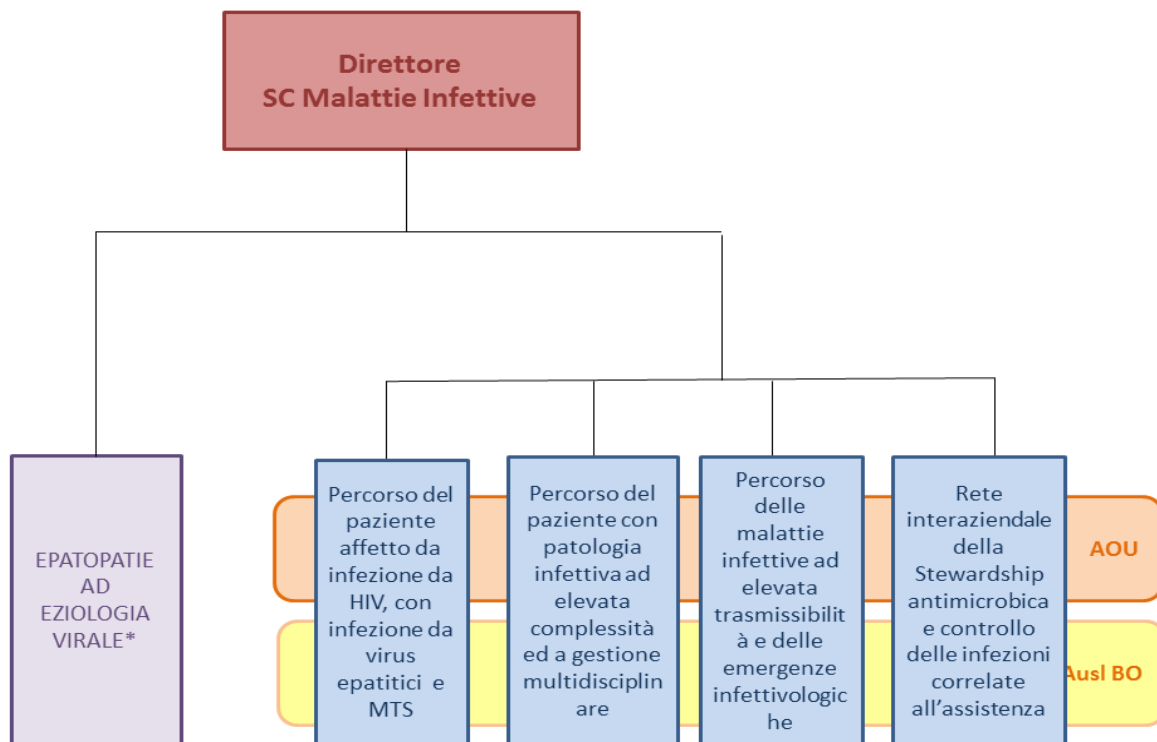 Direttore
SC Malattie Infettive
EPATOPATIE
AD
EZIOLOGIA
VIRALE*
Percorso del
paziente
affetto da
infezione da
HIV, con
infezione da
virus
epatitici e
MTS
Percorso del
paziente con
patologia
infettiva ad
elevata
complessità
ed a gestione
multidisciplin
are
Percorso
delle
malattie
infettive ad
elevata
trasmissibilit
à e delle
emergenze
infettivologic
he
Rete
interaziendale
della
Stewardship
antimicrobica
e controllo
delle infezioni
correlate
all’assistenza
AOU
Ausl BO